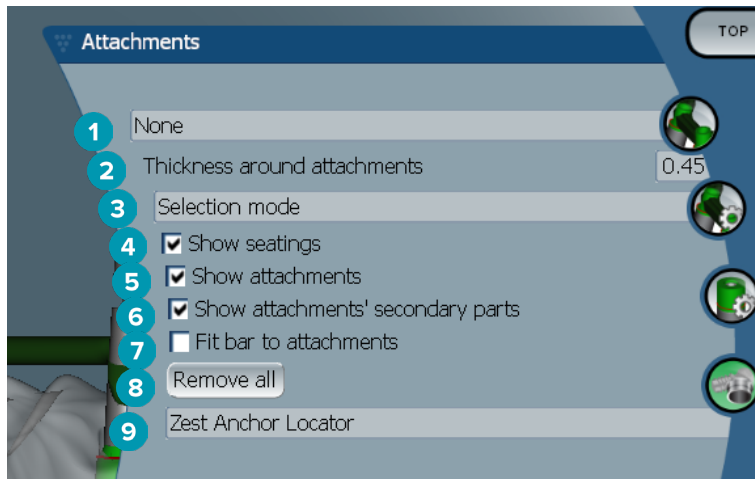 Attachments
TOP
1 None
2 Thickness around attachments 0.45
3 Selection mode
4 Show seatings
5 Show attachments
6 Show attachments' secondary parts
7 Fit bar to attachments
8 Remove all
9 Zest Anchor Locator